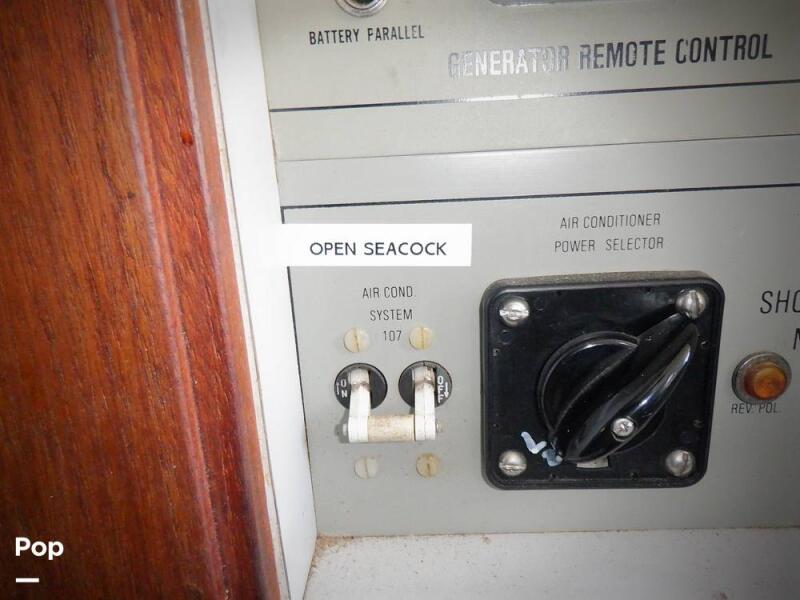 BATTERY PARALLEL
GENERATOR REMOTE CONTROL
AIR CONDITIONER
POWER SELECTOR
OPEN SEACOCK
AIR COND.
SYSTEM
107
ON
OFF
REV. POL.
Pop